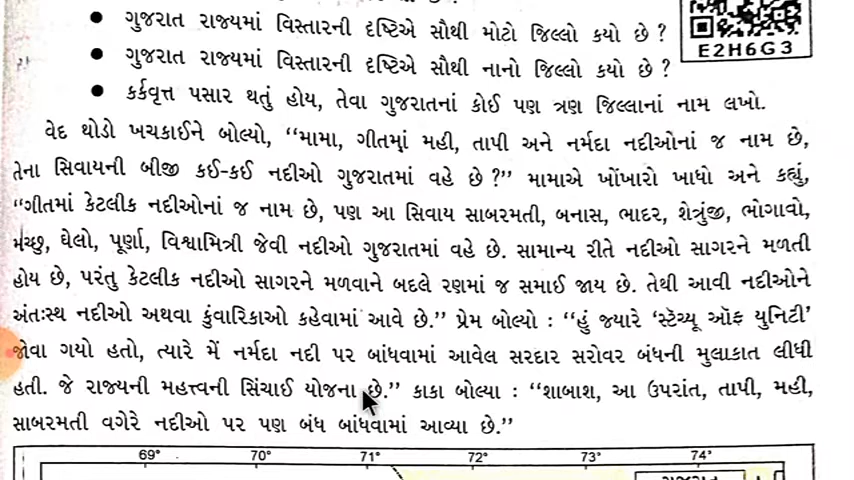 ● ગુજરાત રાજ્યમાં વિસ્તારની દૃષ્ટિએ સૌથી મોટો જિલ્લો કયો છે ?
E2H6G3
● ગુજરાત રાજ્યમાં વિસ્તારની દૃષ્ટિએ સૌથી નાનો જિલ્લો કયો છે ?
● કર્કવૃત્ત પસાર થતું હોય, તેવા ગુજરાતનાં કોઈ પણ ત્રણ જિલ્લાનાં નામ લખો.
વેદ થોડો ખચકાઈને બોલ્યો, “મામા, ગીતમાં મહી, તાપી અને નર્મદા નદીઓનાં જ નામ છે,
તેના સિવાયની બીજી કઈ-કઈ નદીઓ ગુજરાતમાં વહે છે ?” મામાએ ખોંખારો ખાધો અને કહ્યું,
“ગીતમાં કેટલીક નદીઓનાં જ નામ છે, પણ આ સિવાય સાબરમતી, બનાસ, ભાદર, શેત્રુંજી, ભોગાવો,
મચ્છુ, ઘેલો, પૂર્ણા, વિશ્વામિત્રી જેવી નદીઓ ગુજરાતમાં વહે છે. સામાન્ય રીતે નદીઓ સાગરને મળતી
હોય છે, પરંતુ કેટલીક નદીઓ સાગરને મળવાને બદલે રણમાં જ સમાઈ જાય છે. તેથી આવી નદીઓને
અંતઃસ્થ નદીઓ અથવા કુંવારિકાઓ કહેવામાં આવે છે.” પ્રેમ બોલ્યો : “હું જ્યારે ‘સ્ટૅચ્યૂ ઑફ યુનિટી’
જોવા ગયો હતો, ત્યારે મેં નર્મદા નદી પર બાંધવામાં આવેલ સરદાર સરોવર બંધની મુલાકાત લીધી
હતી. જે રાજ્યની મહત્ત્વની સિંચાઈ યોજના છે.” કાકા બોલ્યા : “શાબાશ, આ ઉપરાંત, તાપી, મહી,
સાબરમતી વગેરે નદીઓ પર પણ બંધ બાંધવામાં આવ્યા છે.”
69° 70° 71° 72° 73° 74°